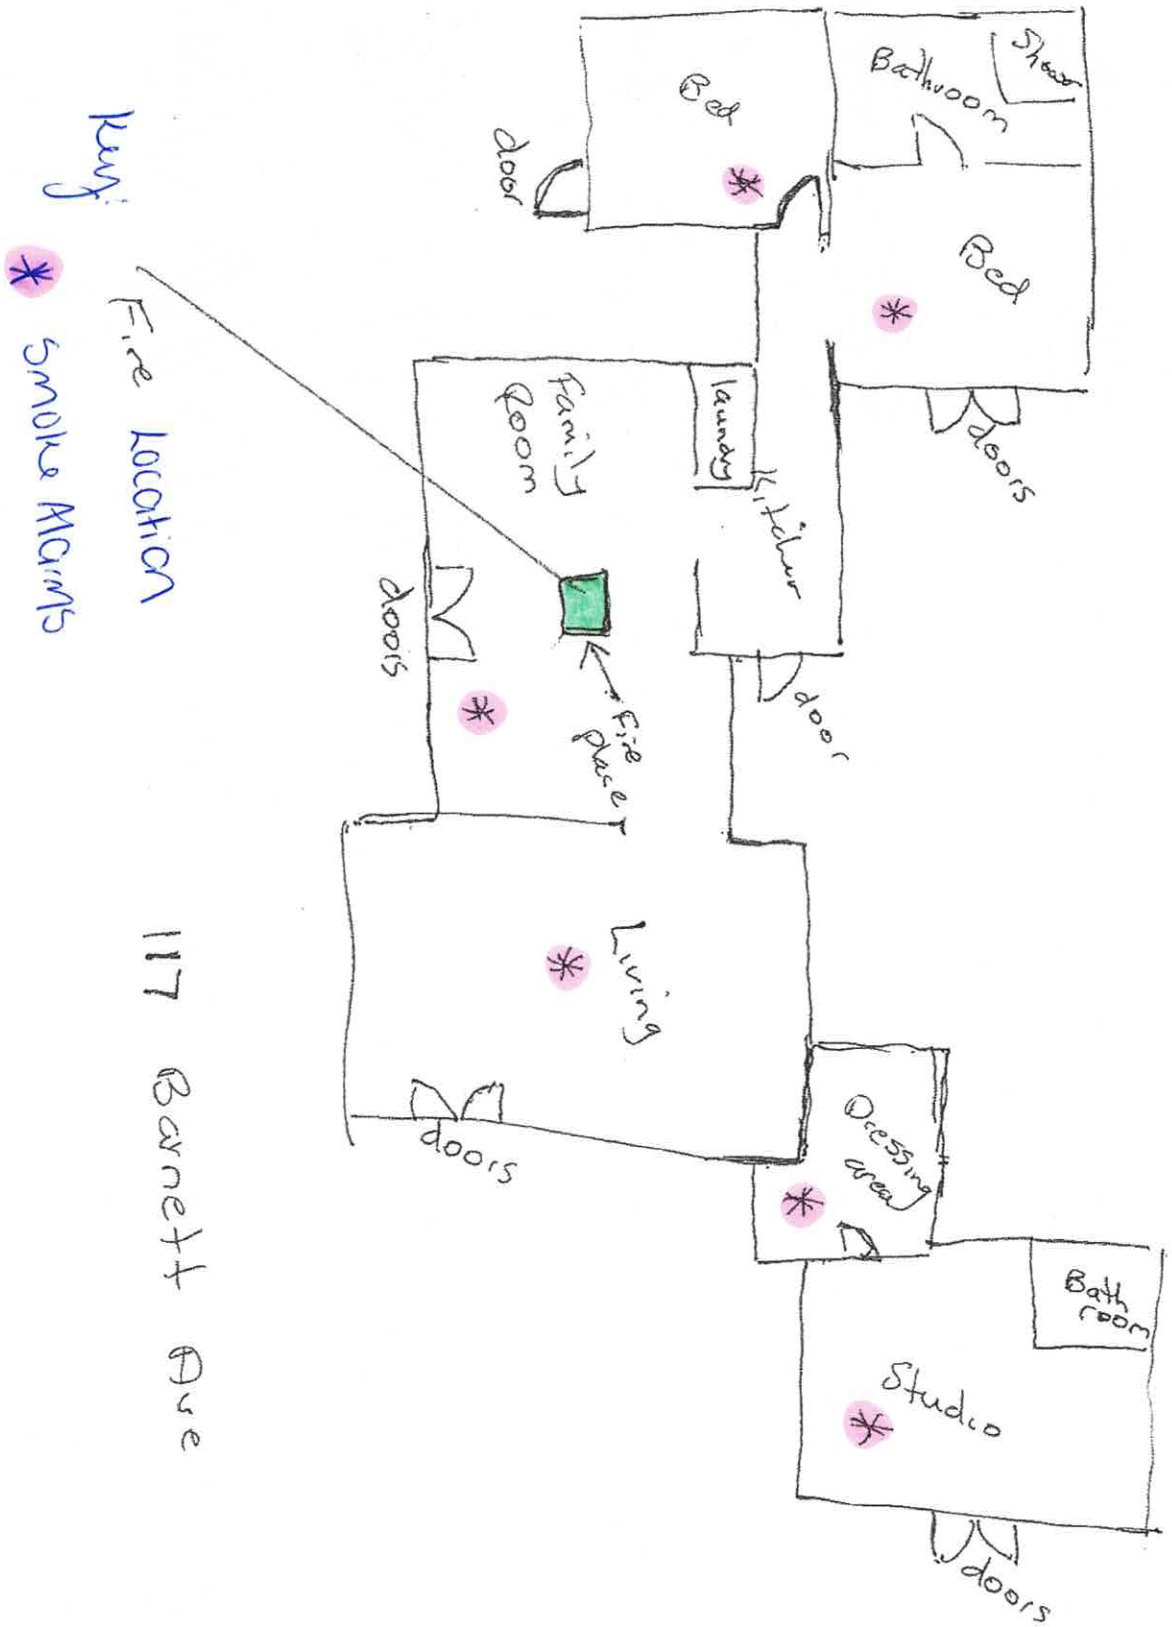 Shower
Bathroom
Bath
room
Bed
doors
doors
Studio
Dressing
area
door
Kitchen
laundry
Bed
Living
Fire
place
Family
Room
door
doors
doors
117 Barnett Ave
Key:
Fire Location
Smoke Alarms